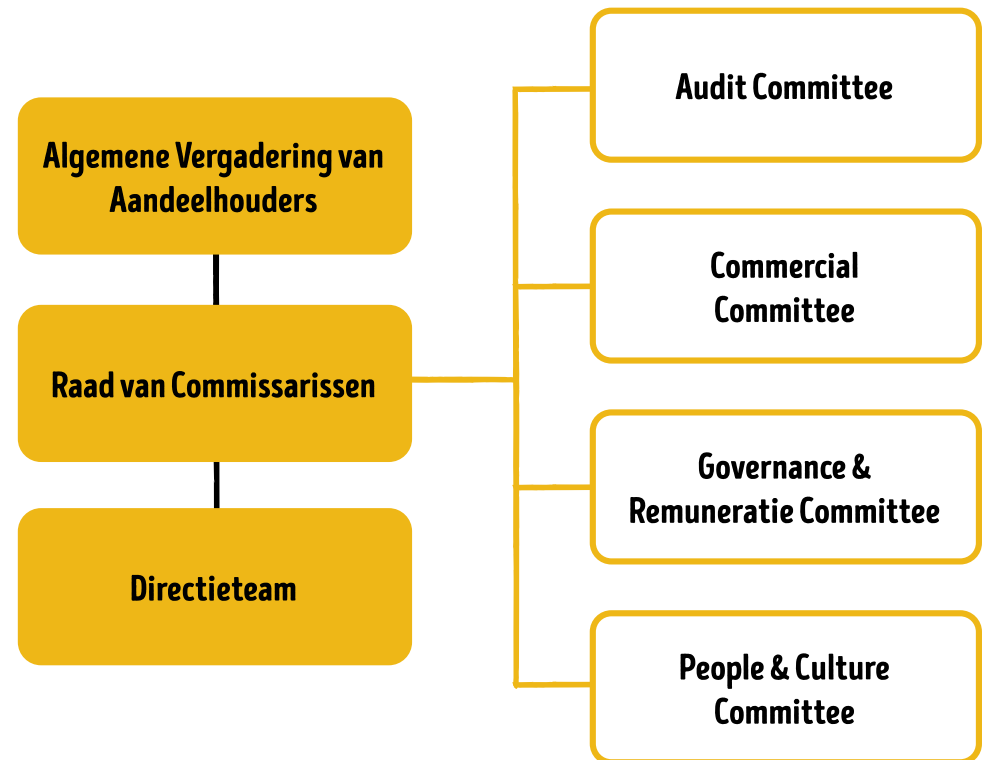 Algemene Vergadering van
Aandeelhouders
Raad van Commissarissen
Directieteam
Audit Committee
Commercial
Committee
Governance &
Remuneratie Committee
People & Culture
Committee